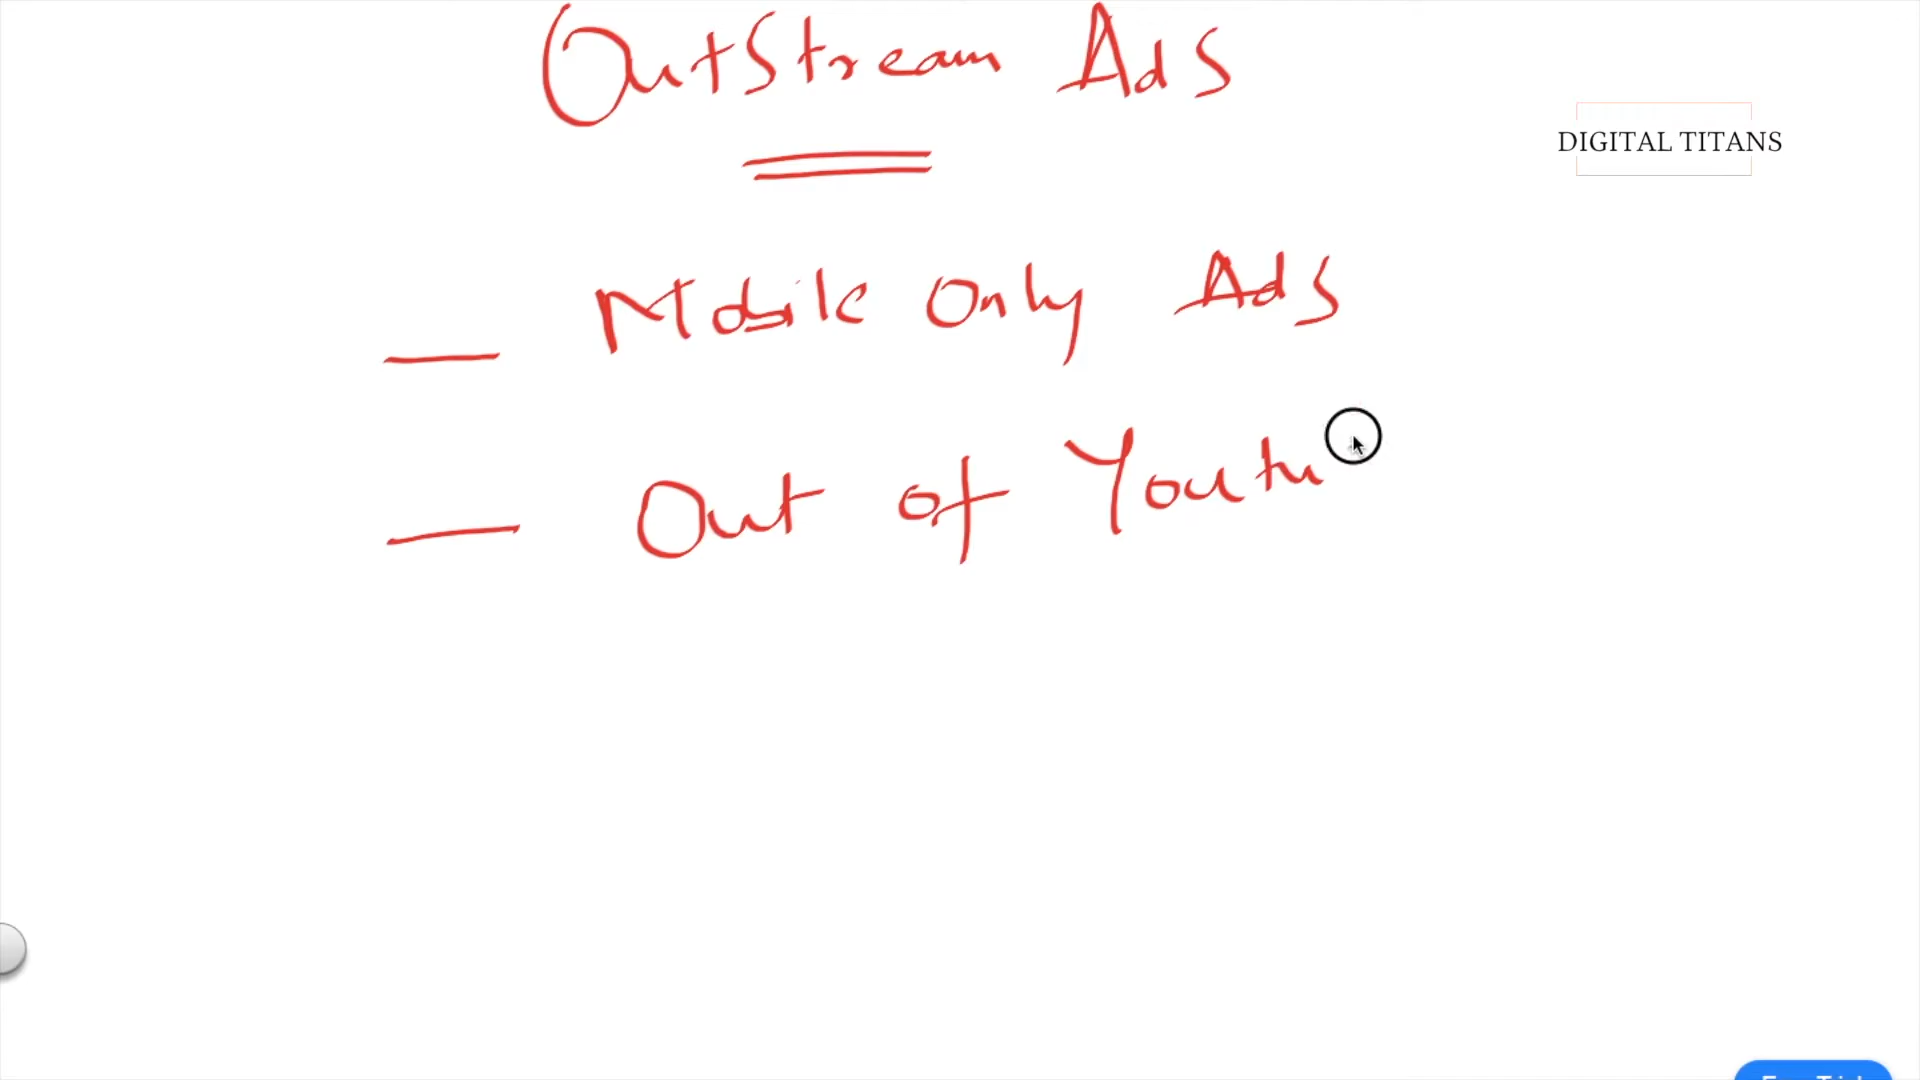 OutStream Ads
DIGITAL TITANS
— Mobile Only Ads
— Out of Youtu